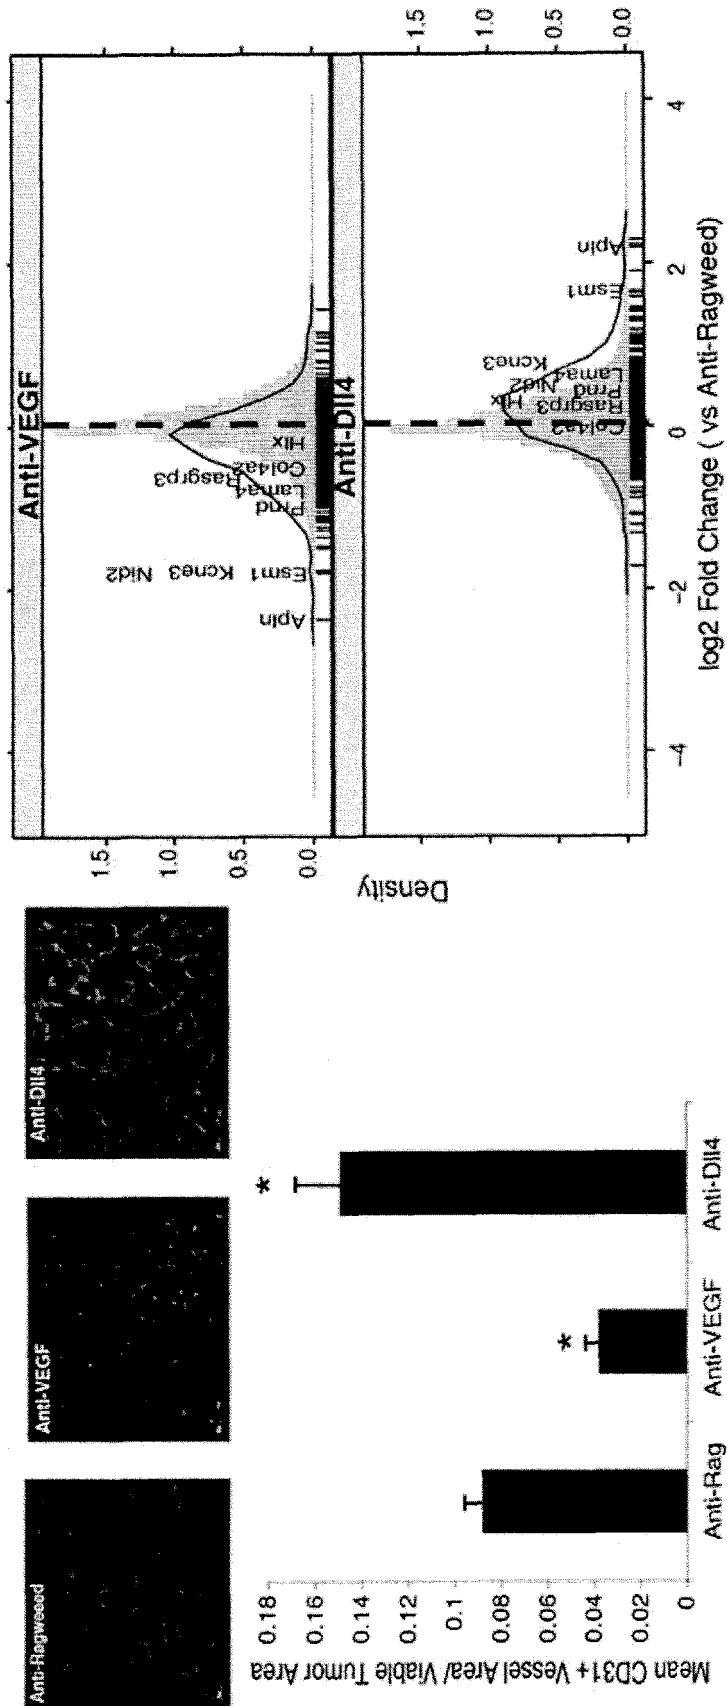 Anti-Ragweeed
Anti-VEGF
Anti-Dll4
Mean CD31+ Vessel Area/ Viable Tumor Area
0.18
0.16
0.14
0.12
0.1
0.08
0.06
0.04
0.02
0
*
*
Anti-Rag
Anti-VEGF
Anti-Dll4
Anti-VEGF
1.5
1.0
0.5
0.0
Apln
Esm1 Kcne3 Nid2
Prnd
Lama4
Rasgrp3
Col4a2
Hlx
Anti-Dll4
1.5
1.0
0.5
0.0
Col4a2
Rasgrp3
Hlx
Prnd
Nid2
Lama4
Kcne3
Esm1
Apln
Density
-4
-2
0
2
4
log2 Fold Change ( vs Anti-Ragweed)